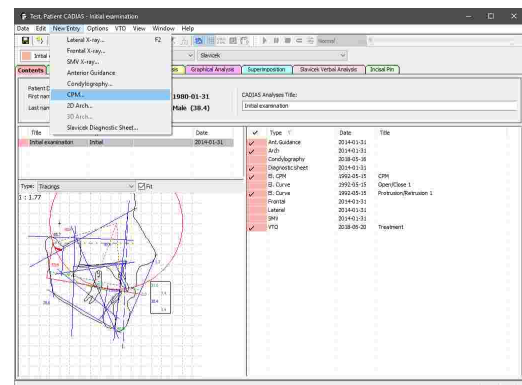 Test, Patient CADIAS - Initial examination
Data Edit New Entry Options VTO View Window Help
Lateral X-ray... F2
Frontal X-ray...
SMV X-ray...
Anterior Guidance
Condylography...
CPM...
2D Arch...
3D Arch...
Slavicek Diagnostic Sheet...
Normal
Initial
Slavicek
Contents
Graphical Analysis
Superimposition
Slavicek Verbal Analysis
Incisal Pin
Patient
First nam
1980-01-31
Last nam
Male (38.4)
CADIAS Analyses Title:
Initial examination
Title Date
Initial examination Initial 2014-01-31
Type: Tracings Fit
1 : 1.77
Type Date Title
Ant.Guidance 2014-01-31
Arch 2014-01-31
Condylography 2018-05-16
Diagnostic sheet 2014-01-31
El. CPM 1992-05-15 CPM
El. Curve 1992-05-15 Open/Close 1
El. Curve 1992-05-15 Protrusion/Retrusion 1
Frontal 2014-01-31
Lateral 2014-01-31
SMV 2014-01-31
VTO 2018-05-20 Treatment